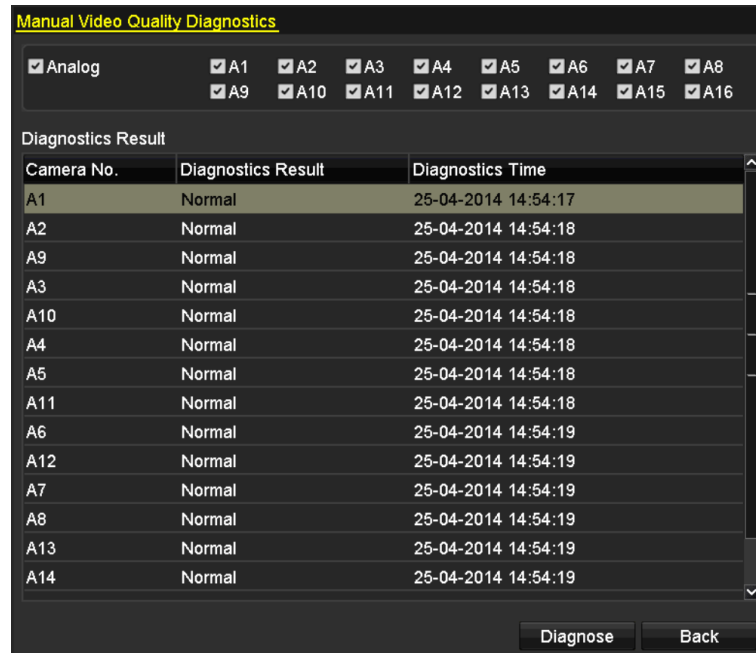 Manual Video Quality Diagnostics
Analog A1 A2 A3 A4 A5 A6 A7 A8
A9 A10 A11 A12 A13 A14 A15 A16
Diagnostics Result
Camera No. Diagnostics Result Diagnostics Time
A1 Normal 25-04-2014 14:54:17
A2 Normal 25-04-2014 14:54:18
A9 Normal 25-04-2014 14:54:18
A3 Normal 25-04-2014 14:54:18
A10 Normal 25-04-2014 14:54:18
A4 Normal 25-04-2014 14:54:18
A5 Normal 25-04-2014 14:54:18
A11 Normal 25-04-2014 14:54:18
A6 Normal 25-04-2014 14:54:19
A12 Normal 25-04-2014 14:54:19
A7 Normal 25-04-2014 14:54:19
A8 Normal 25-04-2014 14:54:19
A13 Normal 25-04-2014 14:54:19
A14 Normal 25-04-2014 14:54:19
Diagnose Back